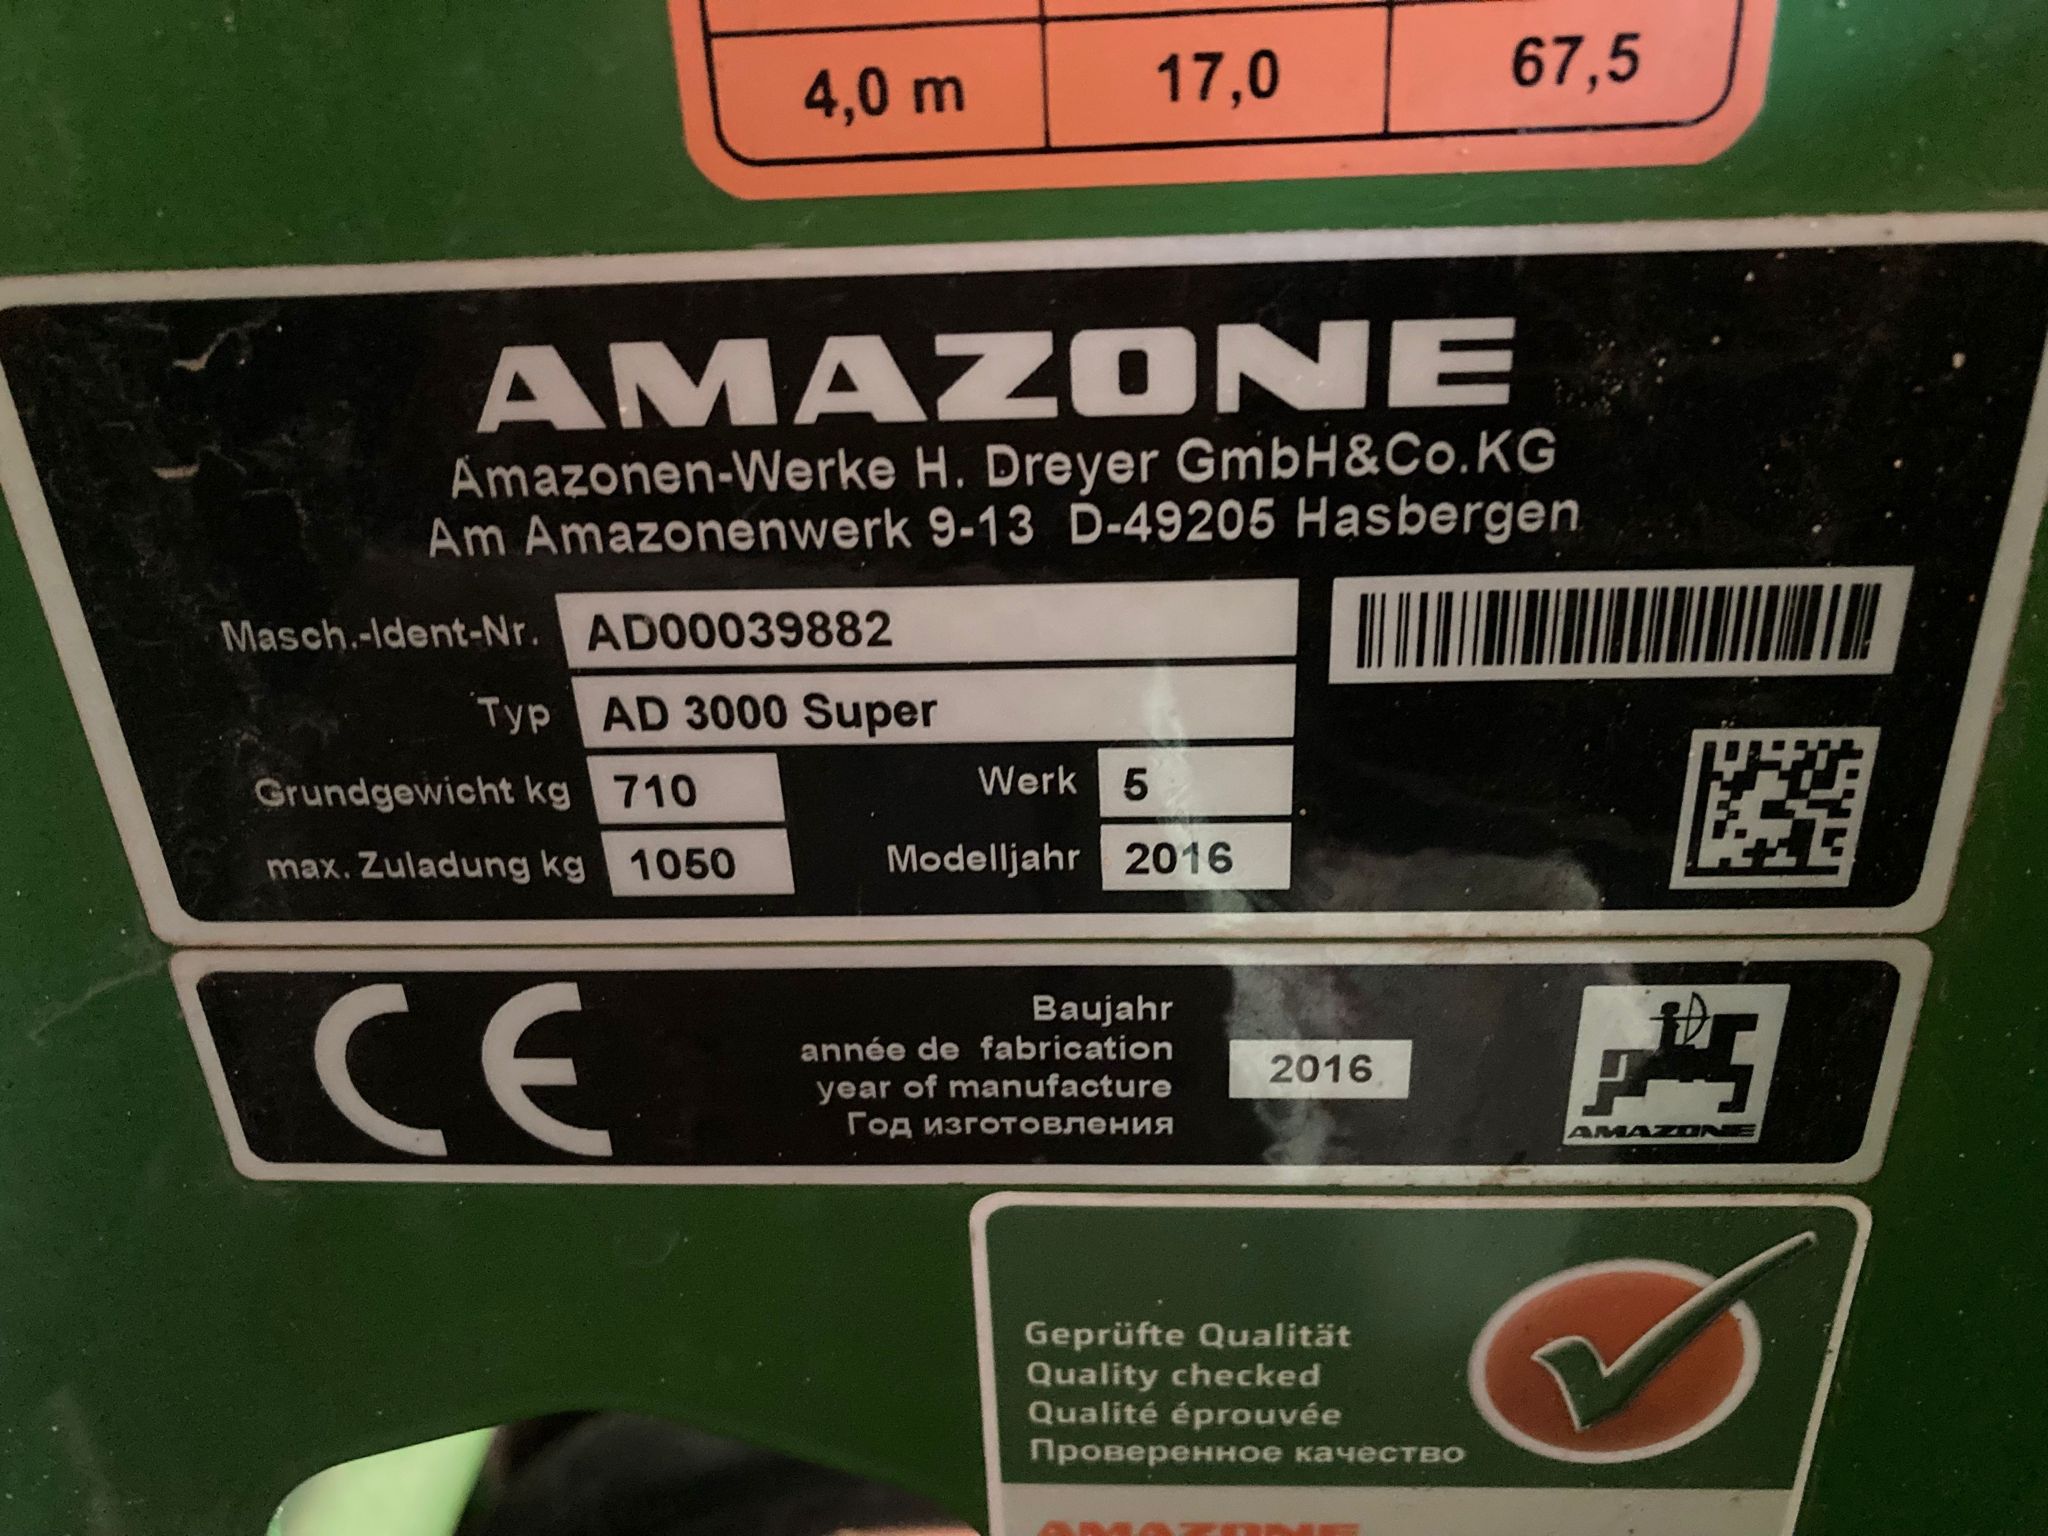 4,0 m 17,0 67,5
AMAZONE
Amazonen-Werke H. Dreyer GmbH&Co.KG
Am Amazonenwerk 9-13 D-49205 Hasbergen
Masch.-Ident-Nr. AD00039882
Typ AD 3000 Super
Grundgewicht kg 710 Werk 5
max. Zuladung kg 1050 Modelljahr 2016
CE
Baujahr
année de fabrication
year of manufacture
Год изготовления
2016
AMAZONE
Geprüfte Qualität
Quality checked
Qualité éprouvée
Проверенное качество
AMAZONE